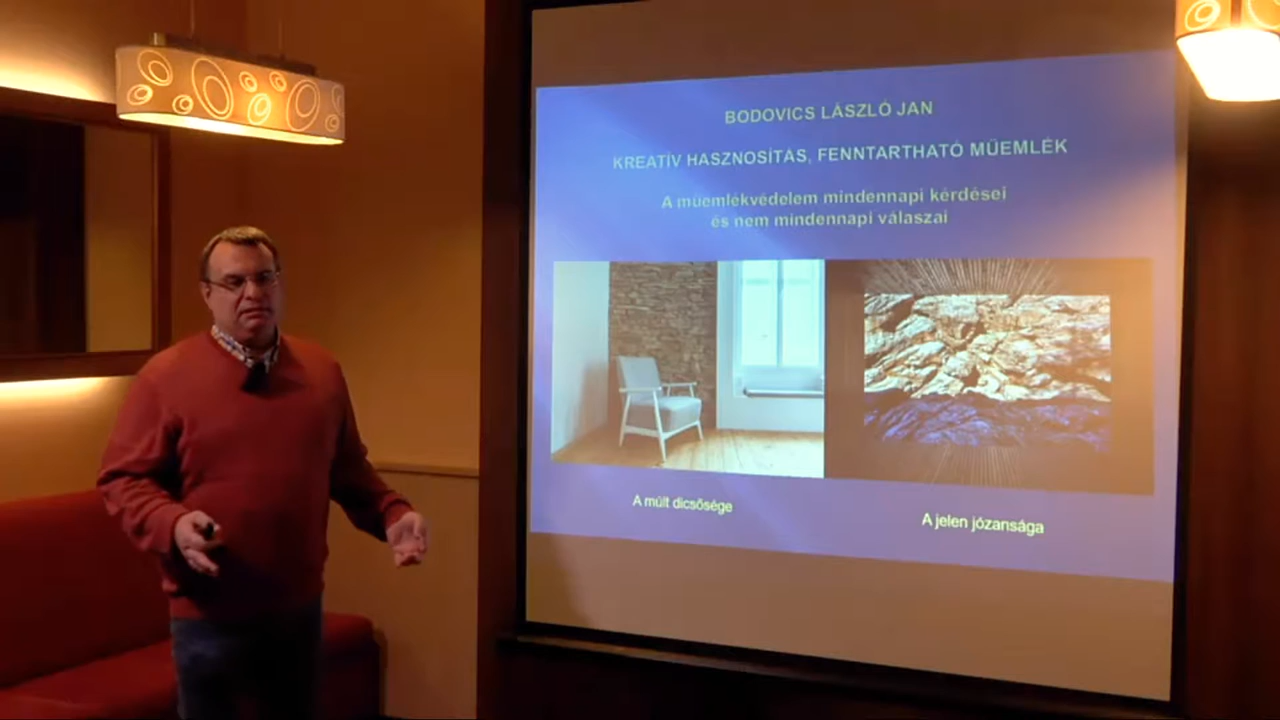 BODOVICS LÁSZLÓ JAN
KREATÍV HASZNOSÍTÁS, FENNTARTHATÓ MŰEMLÉK
A műemlékvédelem mindennapi kérdései
és nem mindennapi válaszai
A múlt dicsősége
A jelen józansága